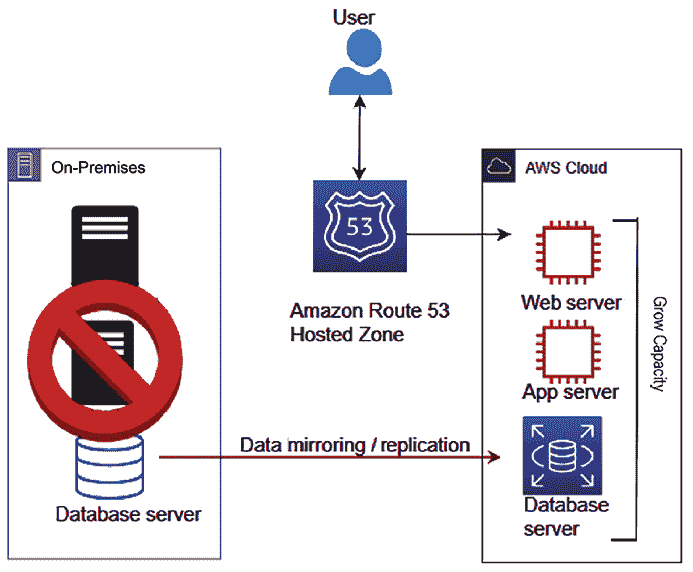 User
On-Premises
AWS Cloud
53
Amazon Route 53
Hosted Zone
Web server
App server
Grow Capacity
Data mirroring / replication
Database server
Database
server